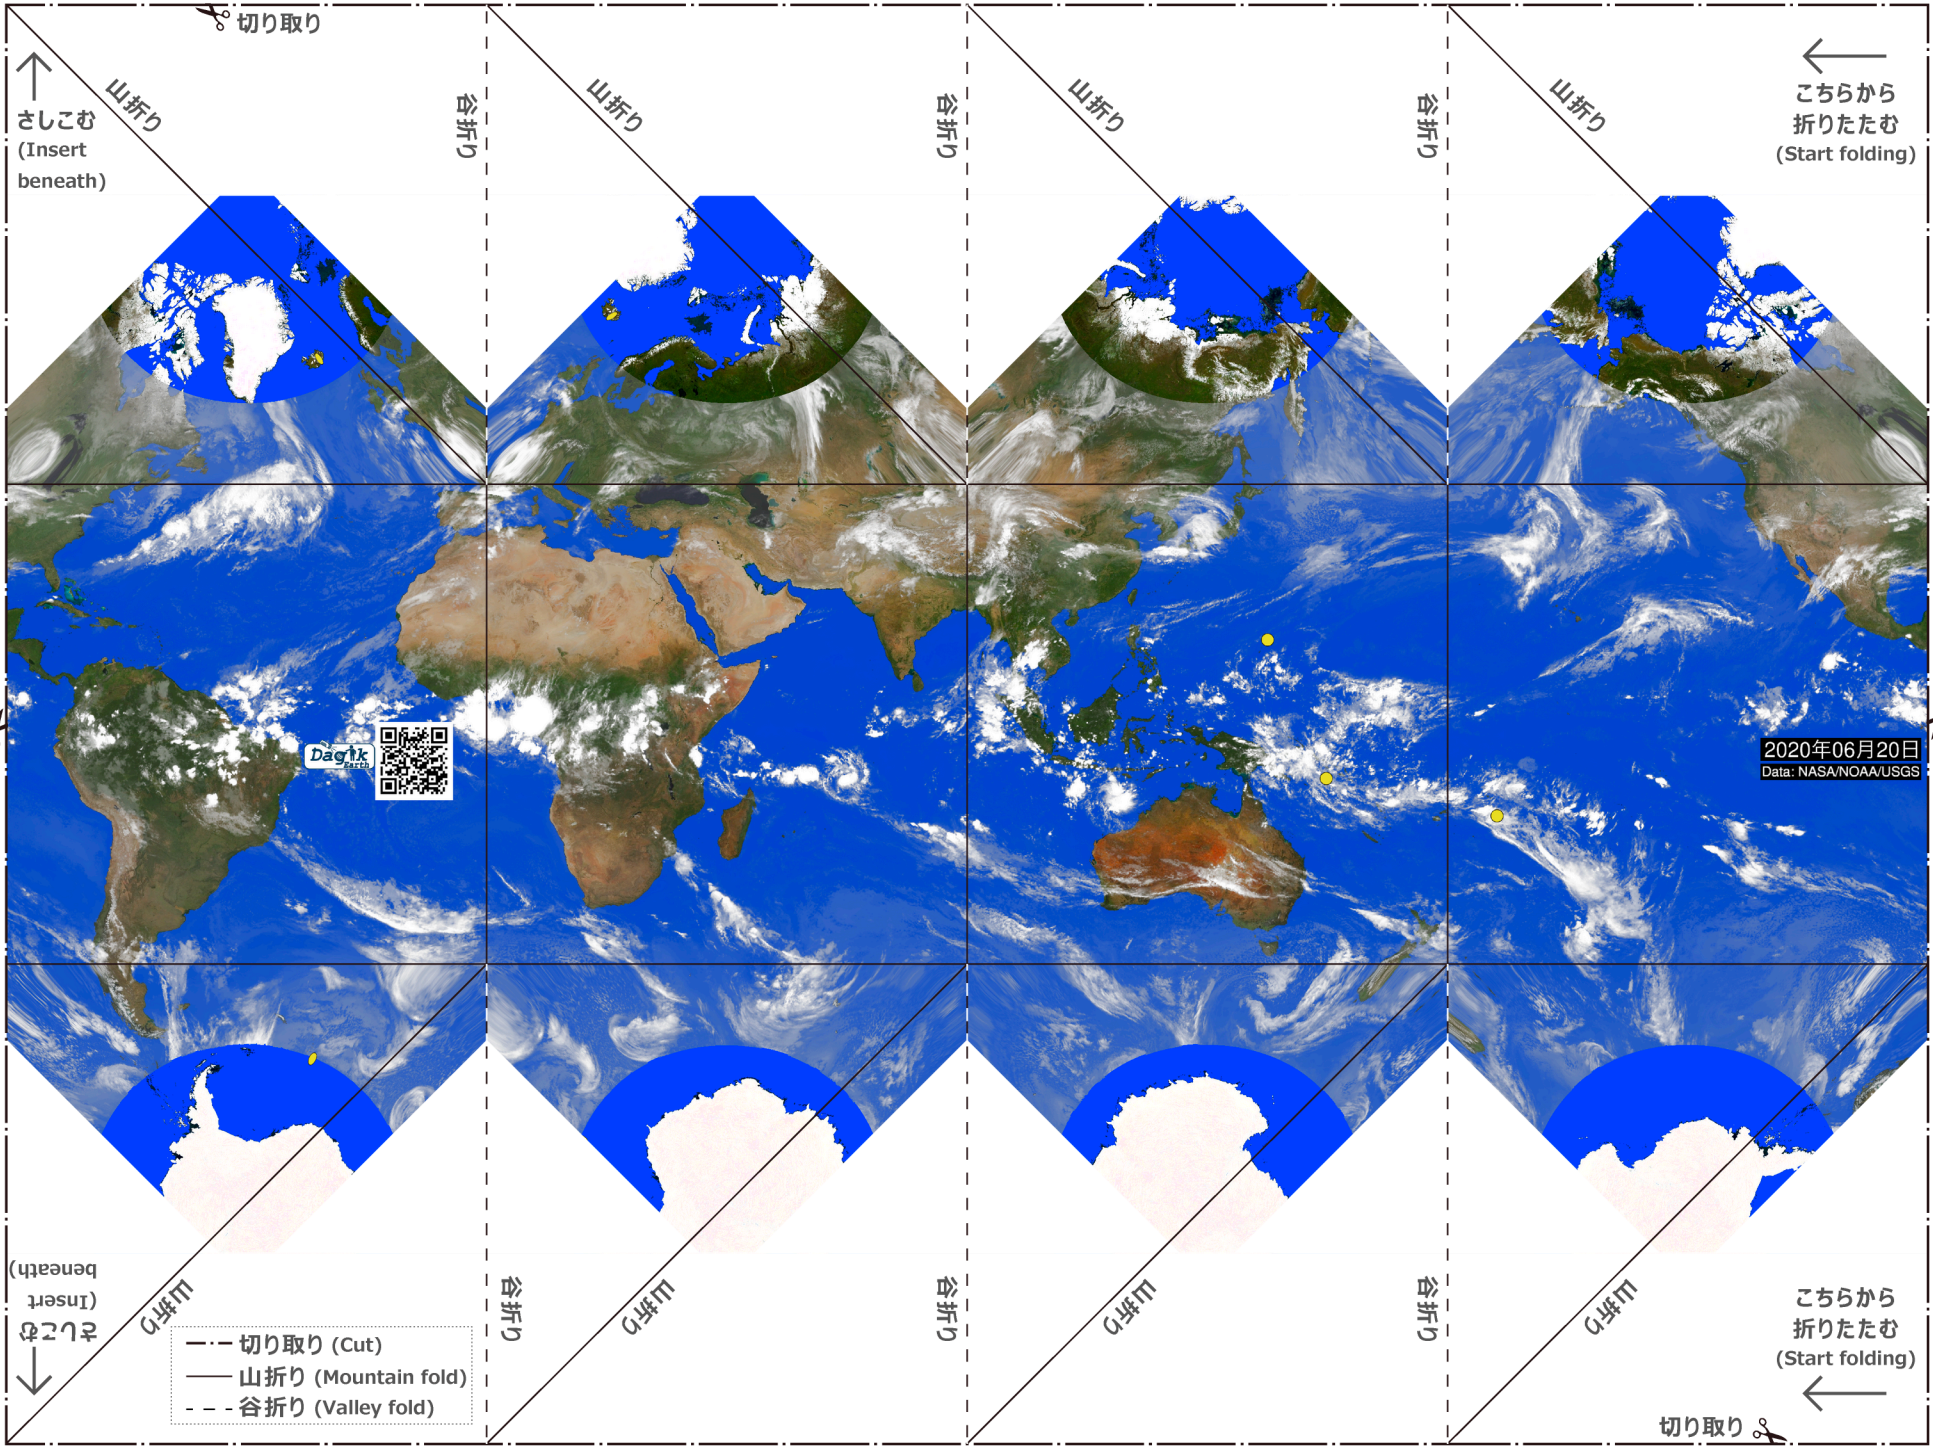 切り取り
山折り
谷折り
山折り
谷折り
山折り
谷折り
山折り
さしこむ
(Insert
beneath)
こちらから
折りたたむ
(Start folding)
Dagik
Earth
2020年06月20日
Data: NASA/NOAA/USGS
さしこむ
(Insert
beneath)
山折り
谷折り
山折り
谷折り
山折り
谷折り
山折り
切り取り (Cut)
山折り (Mountain fold)
谷折り (Valley fold)
こちらから
折りたたむ
(Start folding)
切り取り